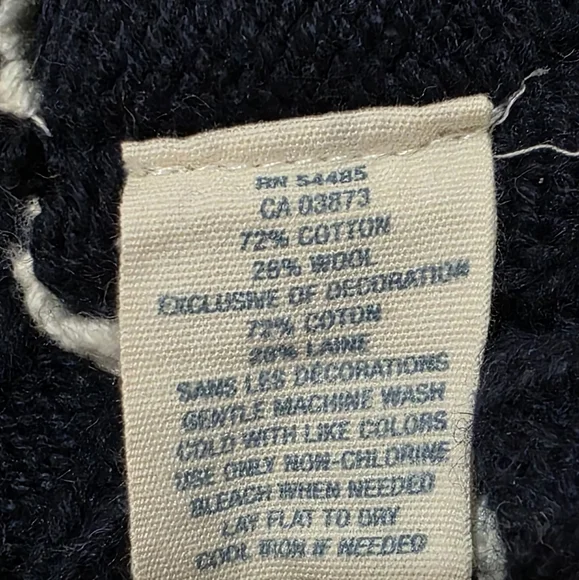 RN 54485
CA 03873
72% COTTON
28% WOOL
EXCLUSIVE OF DECORATION
72% COTON
28% LAINE
SANS LES DECORATIONS
GENTLE MACHINE WASH
COLD WITH LIKE COLORS
USE ONLY NON-CHLORINE
BLEACH WHEN NEEDED
LAY FLAT TO DRY
COOL IRON IF NEEDED